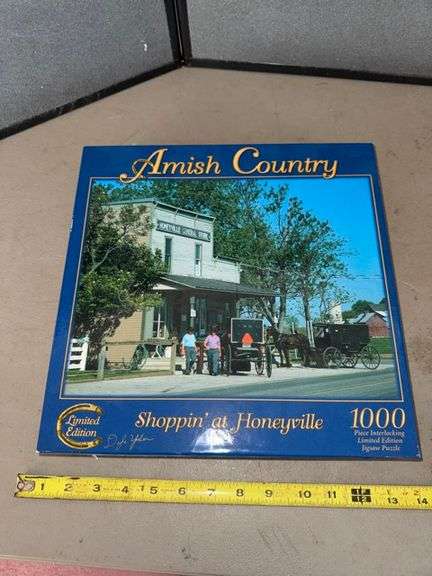 Amish Country
HONEYVILLE GENERAL STORE
Limited
Edition
Shoppin' at Honeyville
1000
Piece Interlocking
Limited Edition
Jigsaw Puzzle
1 2 3 4 5 6 7 8 9 10 11 1F 12 13 14